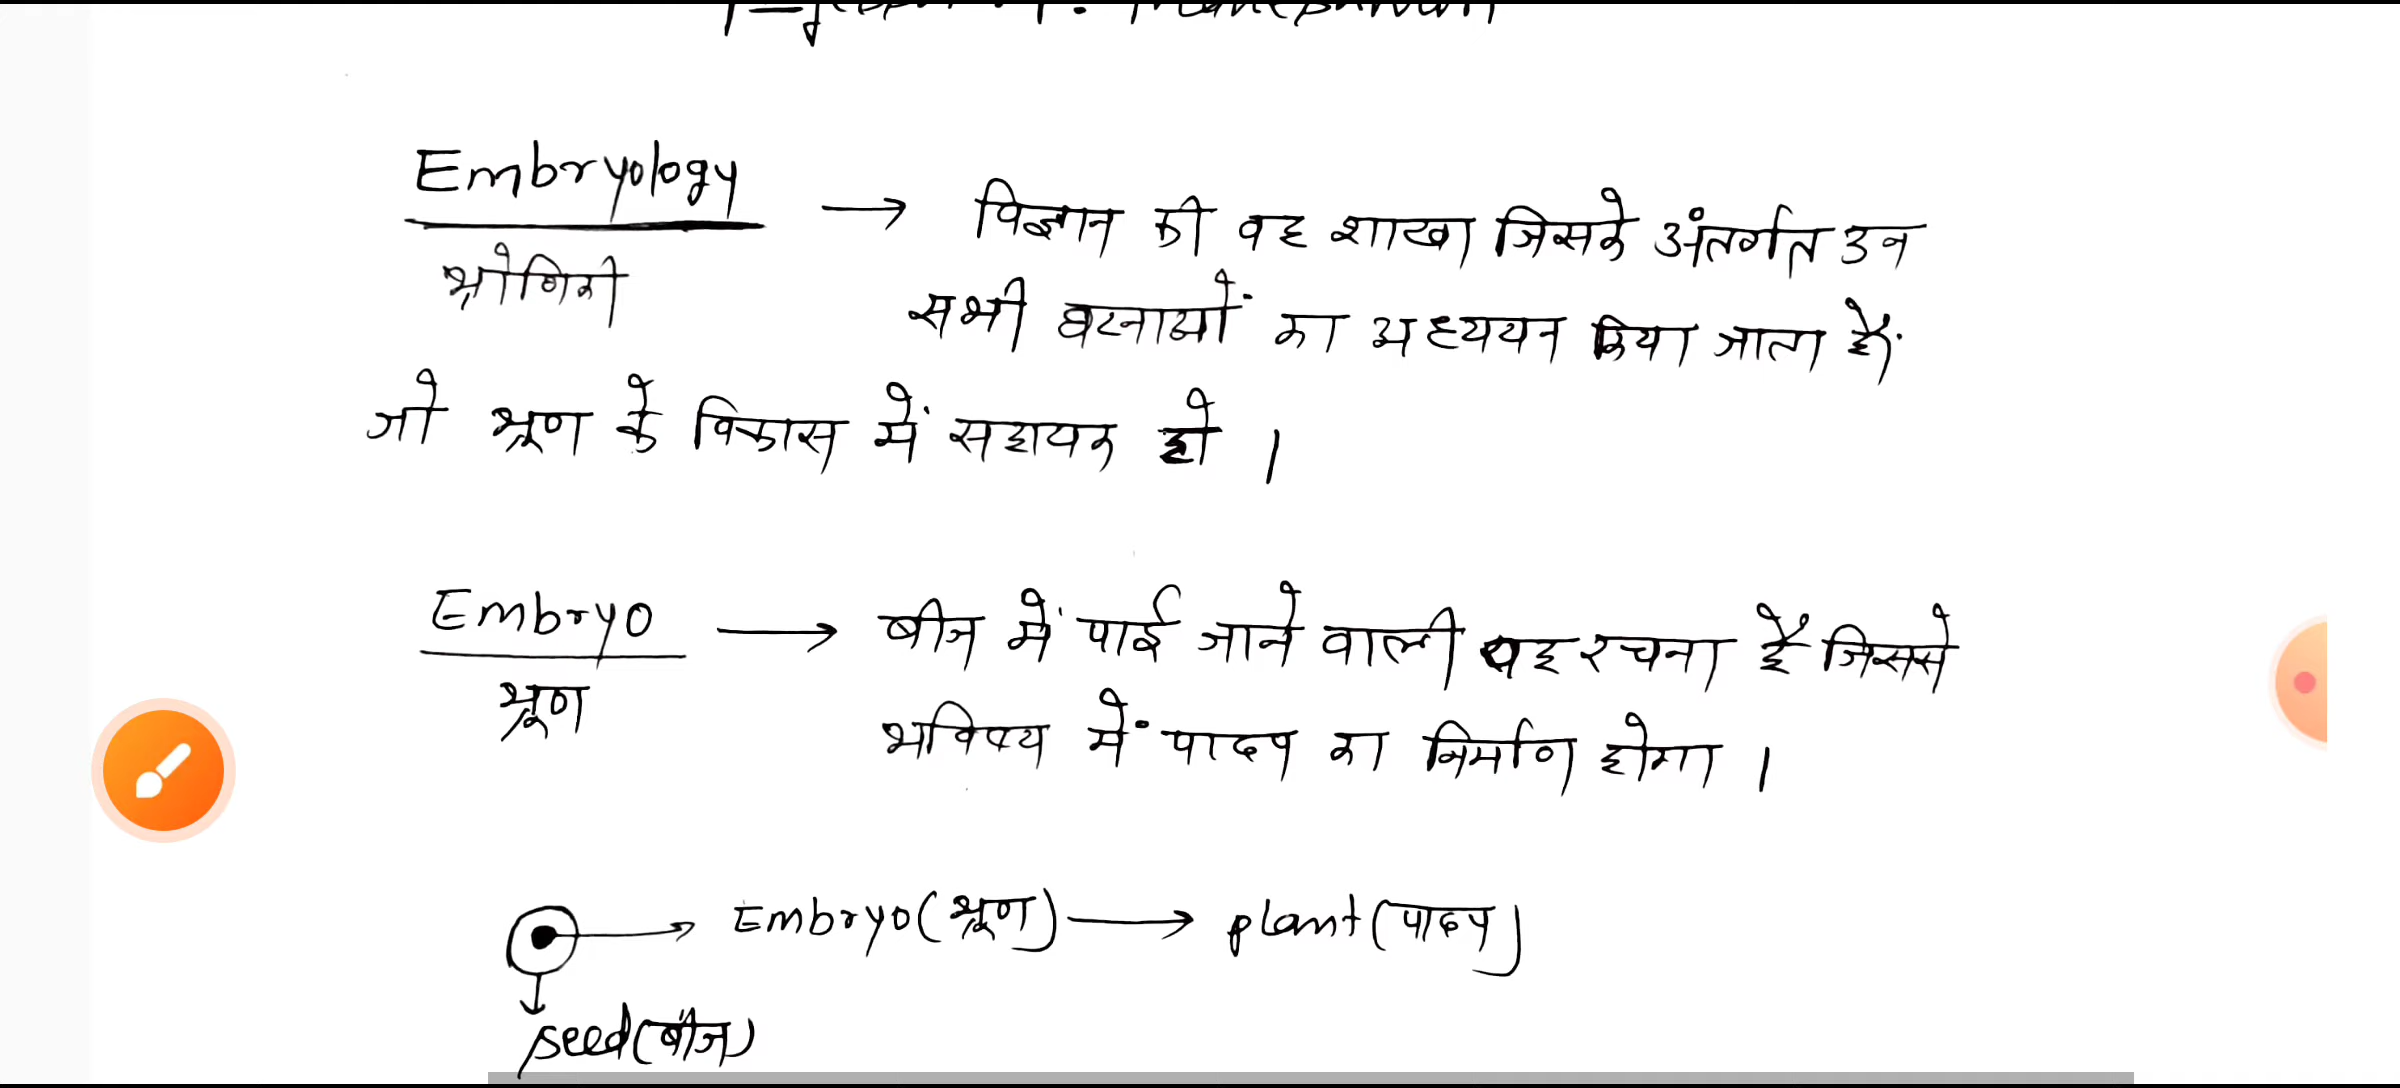 Embryology → विज्ञान की वह शाखा जिसके अंतर्गत उन
भ्रोणिकी सभी घटनाओं का अध्ययन किया जाता है
जो भ्रूण के विकास में सहायक हो ।
Embryo → बीज में पाई जाने वाली वह रचना है जिससे
भ्रूण भविष्य में पादप का निर्माण होगा ।
→ Embryo (भ्रूण) → plant (पादप)
seed (बीज)